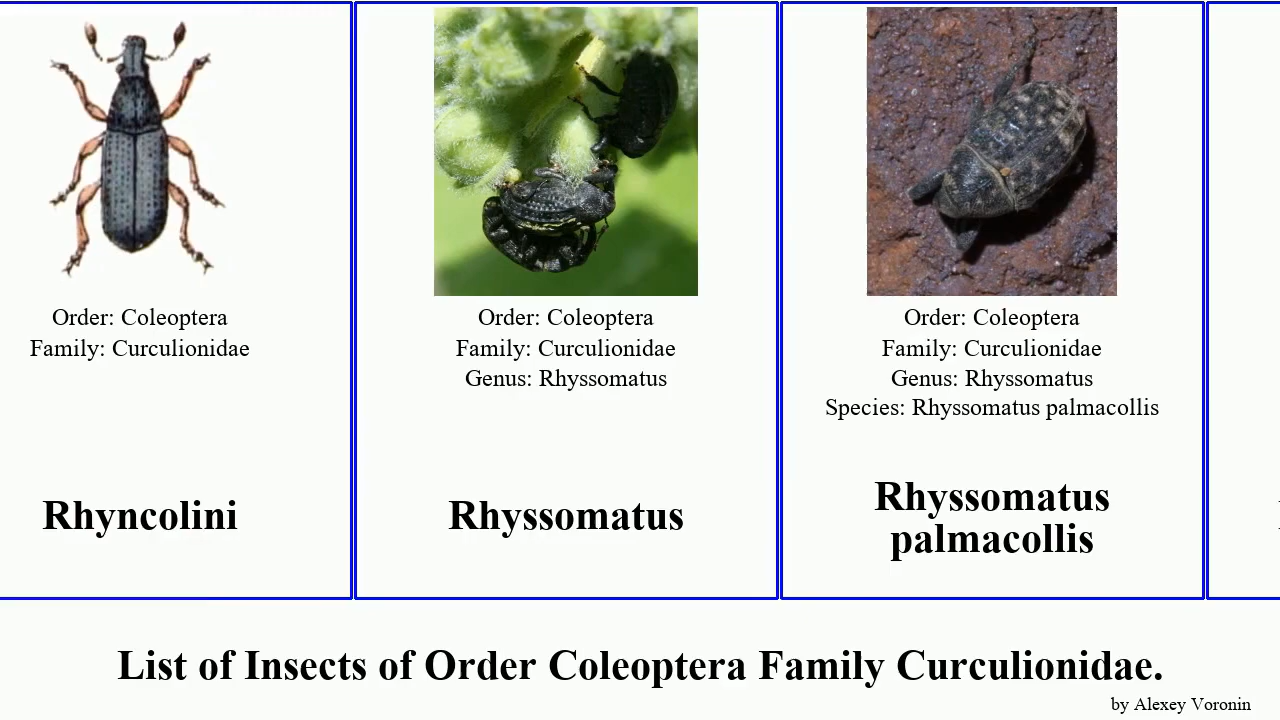 Order: Coleoptera
Family: Curculionidae
Rhyncolini
Order: Coleoptera
Family: Curculionidae
Genus: Rhyssomatus
Rhyssomatus
Order: Coleoptera
Family: Curculionidae
Genus: Rhyssomatus
Species: Rhyssomatus palmacollis
Rhyssomatus
palmacollis
List of Insects of Order Coleoptera Family Curculionidae.
by Alexey Voronin